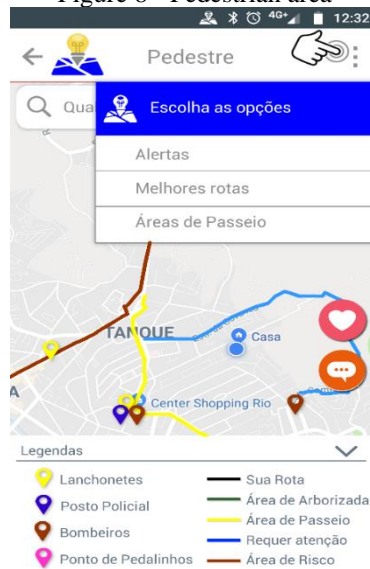 Figure 8 - Pedestrian area
4G+ 12:32
Pedestre
Qua
Escolha as opções
Alertas
Melhores rotas
Áreas de Passeio
TANQUE
Casa
Center Shopping Rio
Legendas
Lanchonetes
Posto Policial
Bombeiros
Ponto de Pedalinhos
Sua Rota
Área de Arborizada
Área de Passeio
Requer atenção
Área de Risco